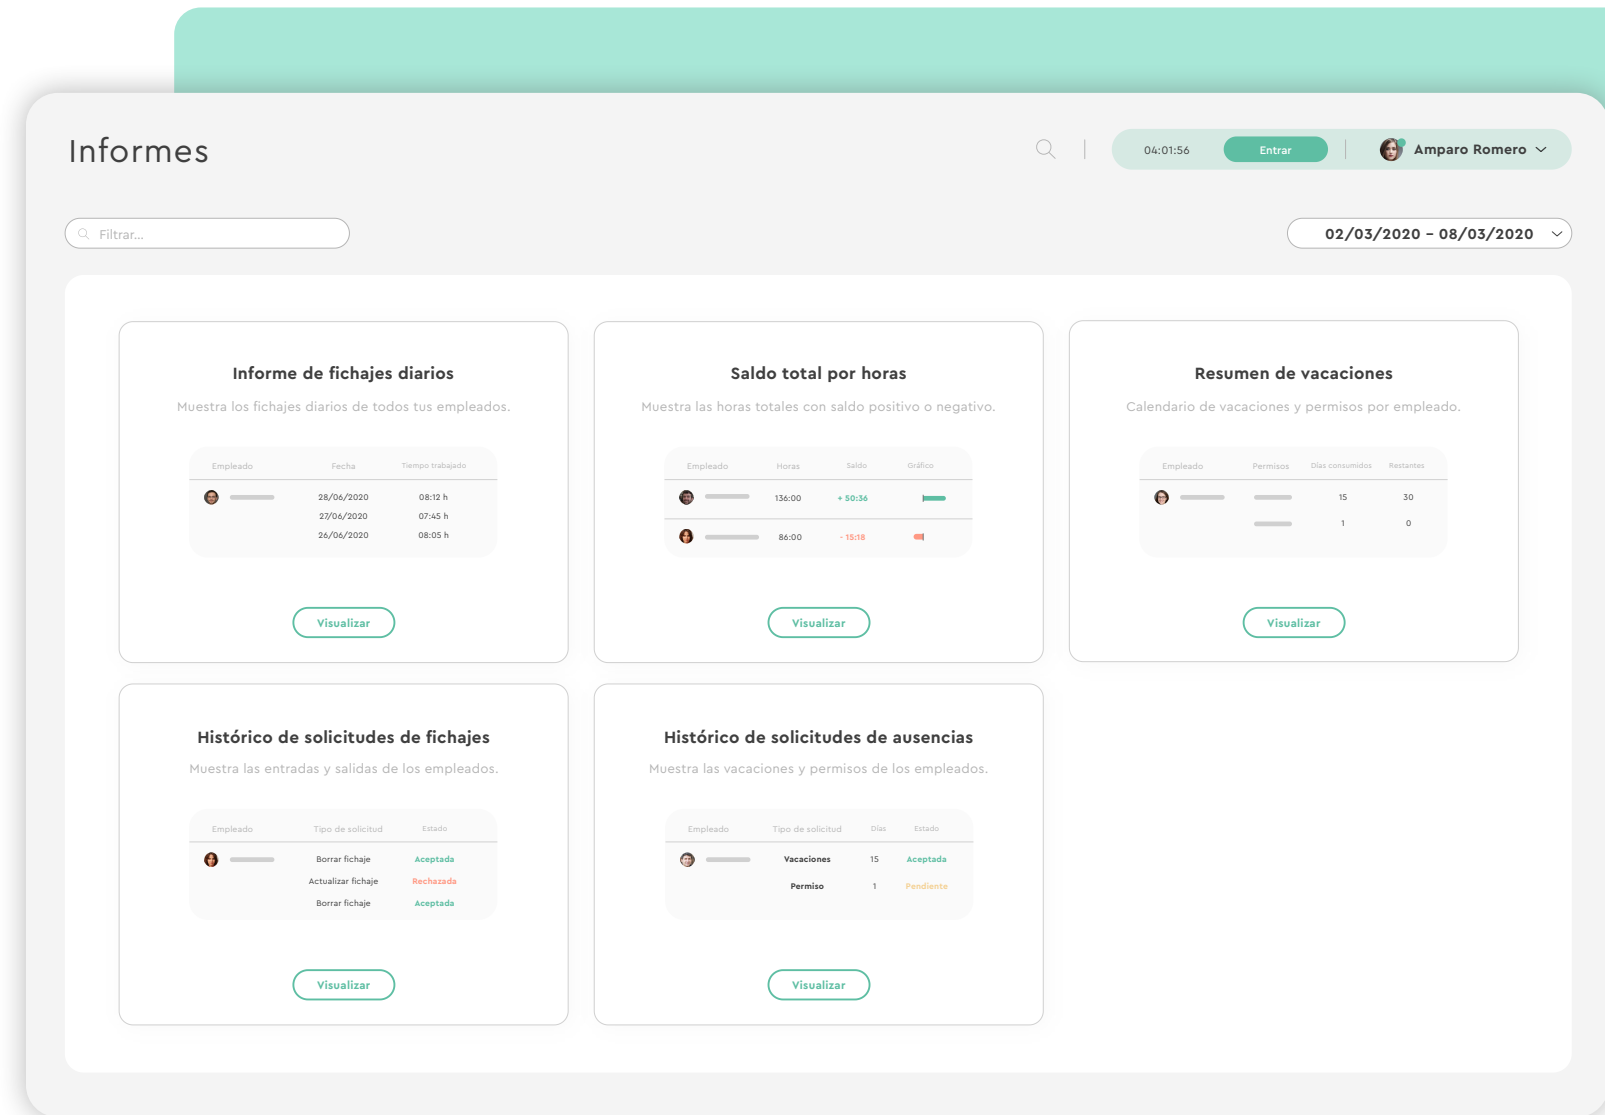 Informes
04:01:56 Entrar Amparo Romero
Filtrar...
02/03/2020 - 08/03/2020
Informe de fichajes diarios
Muestra los fichajes diarios de todos tus empleados.
Empleado Fecha Tiempo trabajado
28/06/2020 08:12 h
27/06/2020 07:45 h
26/06/2020 08:05 h
Visualizar
Saldo total por horas
Muestra las horas totales con saldo positivo o negativo.
Empleado Horas Saldo Gráfico
136:00 + 50:36
86:00 - 15:18
Visualizar
Resumen de vacaciones
Calendario de vacaciones y permisos por empleado.
Empleado Permisos Días consumidos Restantes
15 30
1 0
Visualizar
Histórico de solicitudes de fichajes
Muestra las entradas y salidas de los empleados.
Empleado Tipo de solicitud Estado
Borrar fichaje Aceptada
Actualizar fichaje Rechazada
Borrar fichaje Aceptada
Visualizar
Histórico de solicitudes de ausencias
Muestra las vacaciones y permisos de los empleados.
Empleado Tipo de solicitud Días Estado
Vacaciones 15 Aceptada
Permiso 1 Pendiente
Visualizar